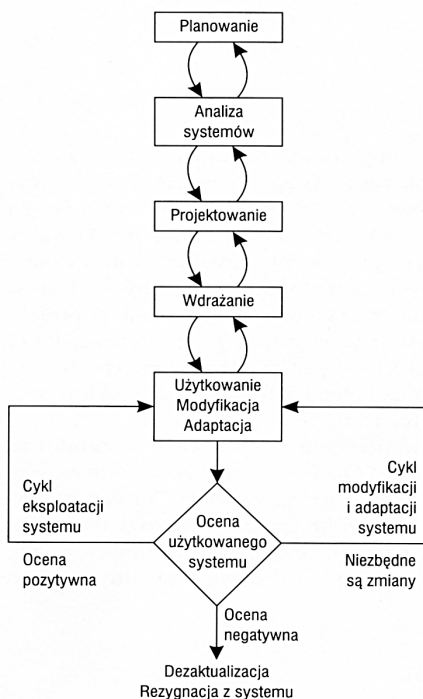 Planowanie
Analiza
systemów
Projektowanie
Wdrażanie
Użytkowanie
Modyfikacja
Adaptacja
Cykl
eksploatacji
systemu
Ocena
pozytywna
Ocena
użytkowanego
systemu
Cykl
modyfikacji
i adaptacji
systemu
Niezbędne
są zmiany
Ocena
negatywna
Dezaktualizacja
Rezygnacja z systemu